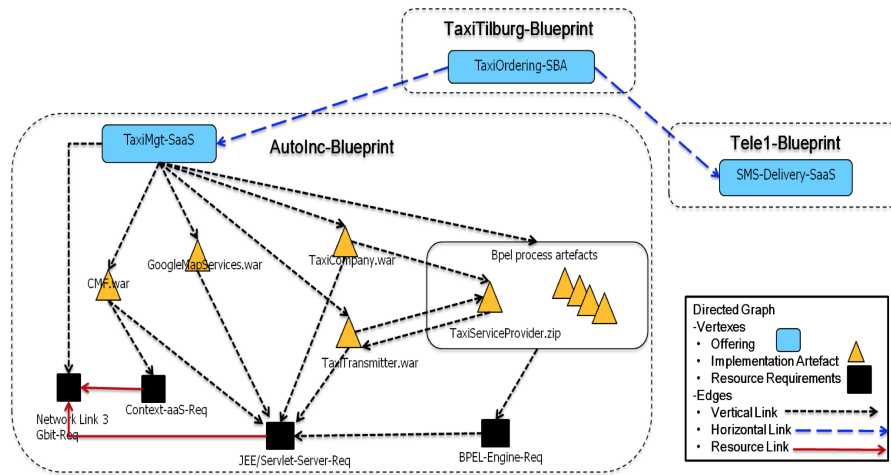 TaxiTilburg-Blueprint
TaxiOrdering-SBA
TaxiMgt-SaaS
AutoInc-Blueprint
Tele1-Blueprint
SMS-Delivery-SaaS
Bpel process artefacts
GoogleMapServices.war
TaxiCompany.war
CMF.war
TaxiServiceProvider.zip
TaxiTransmitter.war
Context-aaS-Req
Network Link 3
Gbit-Req
JEE/Servlet-Server-Req
BPEL-Engine-Req
Directed Graph
-Vertexes
• Offering
• Implementation Artefact
• Resource Requirements
-Edges
• Vertical Link
• Horizontal Link
• Resource Link